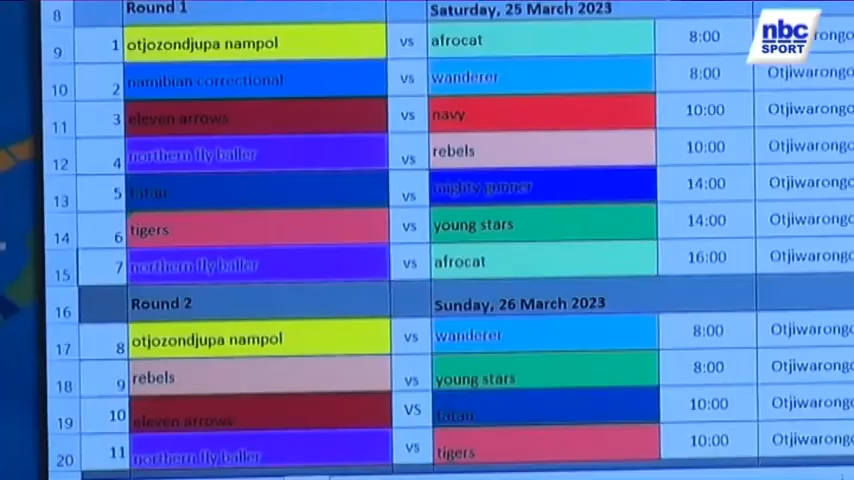 8 Round 1 Saturday, 25 March 2023
nbc
SPORT
9 1 otjozondjupa nampol vs afrocat 8:00 rongo
10 2 namibian correctional vs wanderer 8:00 Otjiwarongo
11 3 eleven arrows vs navy 10:00 Otjiwarongo
12 4 northern fly baller vs rebels 10:00 Otjiwarongo
13 5 vs mighty gunner 14:00 Otjiwarongo
14 6 tigers vs young stars 14:00 Otjiwarongo
15 7 northern fly baller vs afrocat 16:00 Otjiwarongo
16 Round 2 Sunday, 26 March 2023
17 8 otjozondjupa nampol vs wanderer 8:00 Otjiwarongo
18 9 rebels vs young stars 8:00 Otjiwarongo
19 10 eleven arrows VS 10:00 Otjiwarongo
20 11 northern fly baller vs tigers 10:00 Otjiwarongo